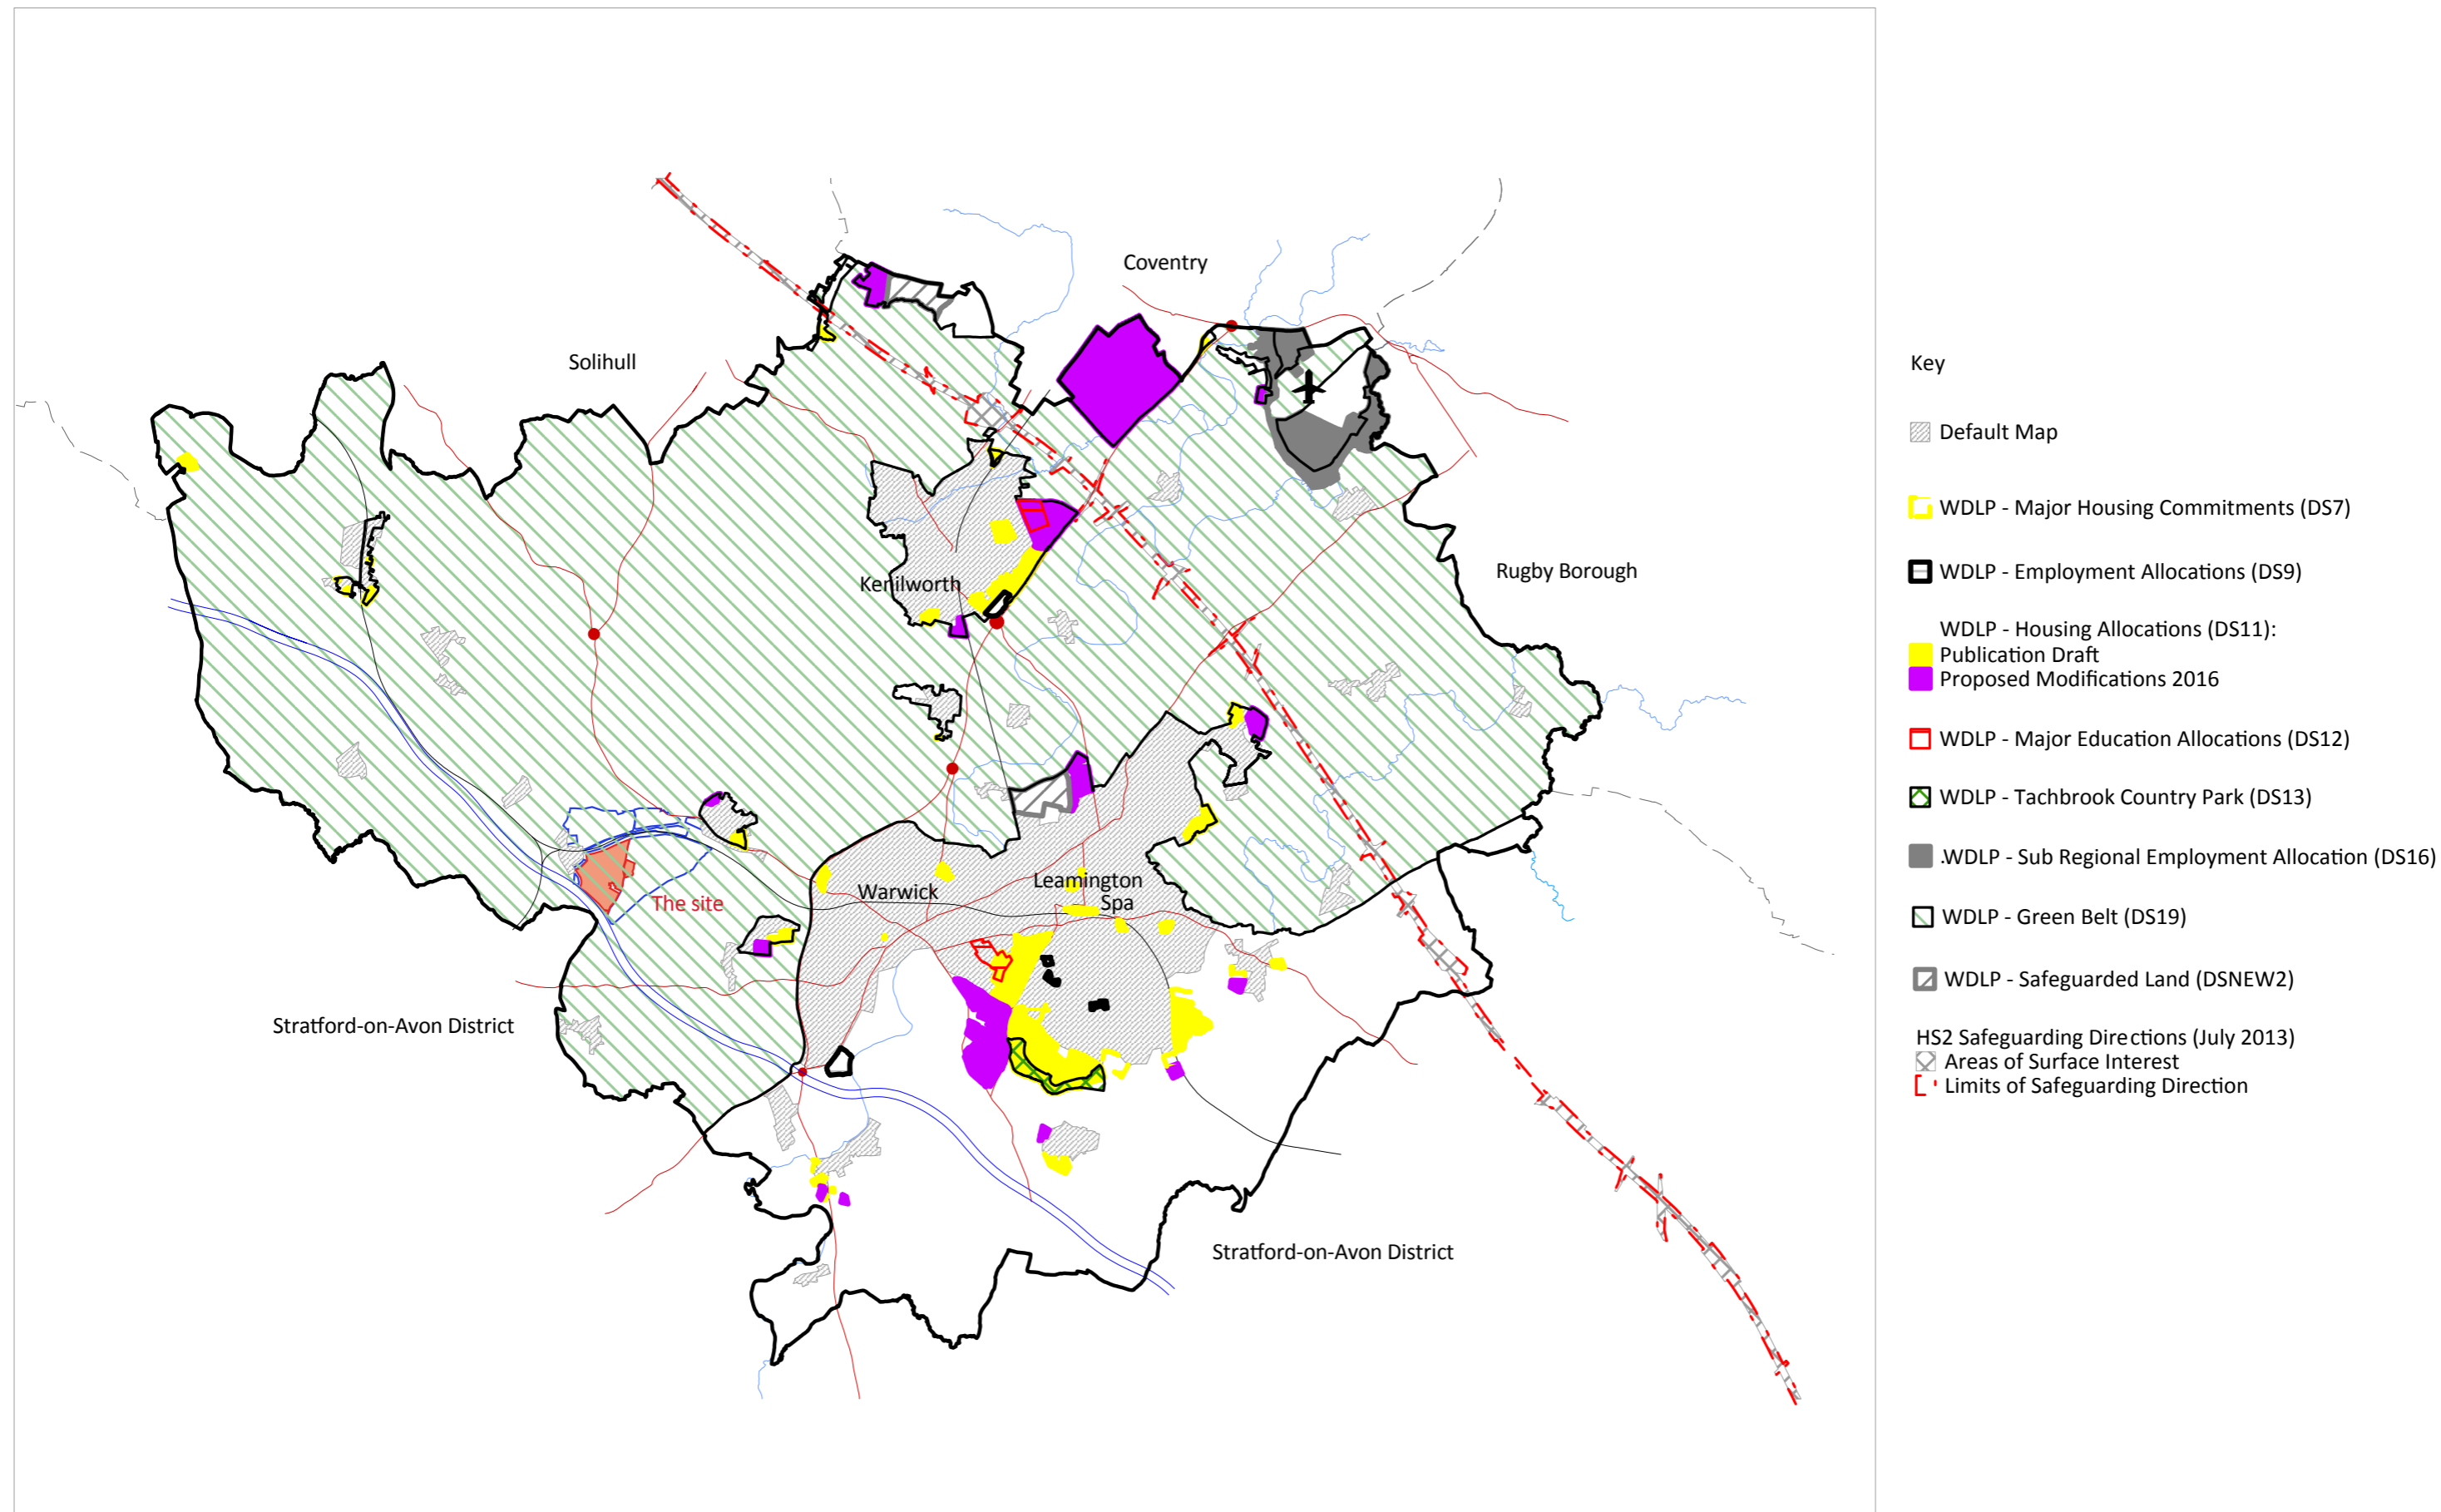 Coventry
Solihull
Kenilworth
Rugby Borough
Warwick
Leamington
Spa
The site
Stratford-on-Avon District
Stratford-on-Avon District
Key
Default Map
WDLP - Major Housing Commitments (DS7)
WDLP - Employment Allocations (DS9)
WDLP - Housing Allocations (DS11):
Publication Draft
Proposed Modifications 2016
WDLP - Major Education Allocations (DS12)
WDLP - Tachbrook Country Park (DS13)
.WDLP - Sub Regional Employment Allocation (DS16)
WDLP - Green Belt (DS19)
WDLP - Safeguarded Land (DSNEW2)
HS2 Safeguarding Directions (July 2013)
Areas of Surface Interest
Limits of Safeguarding Direction